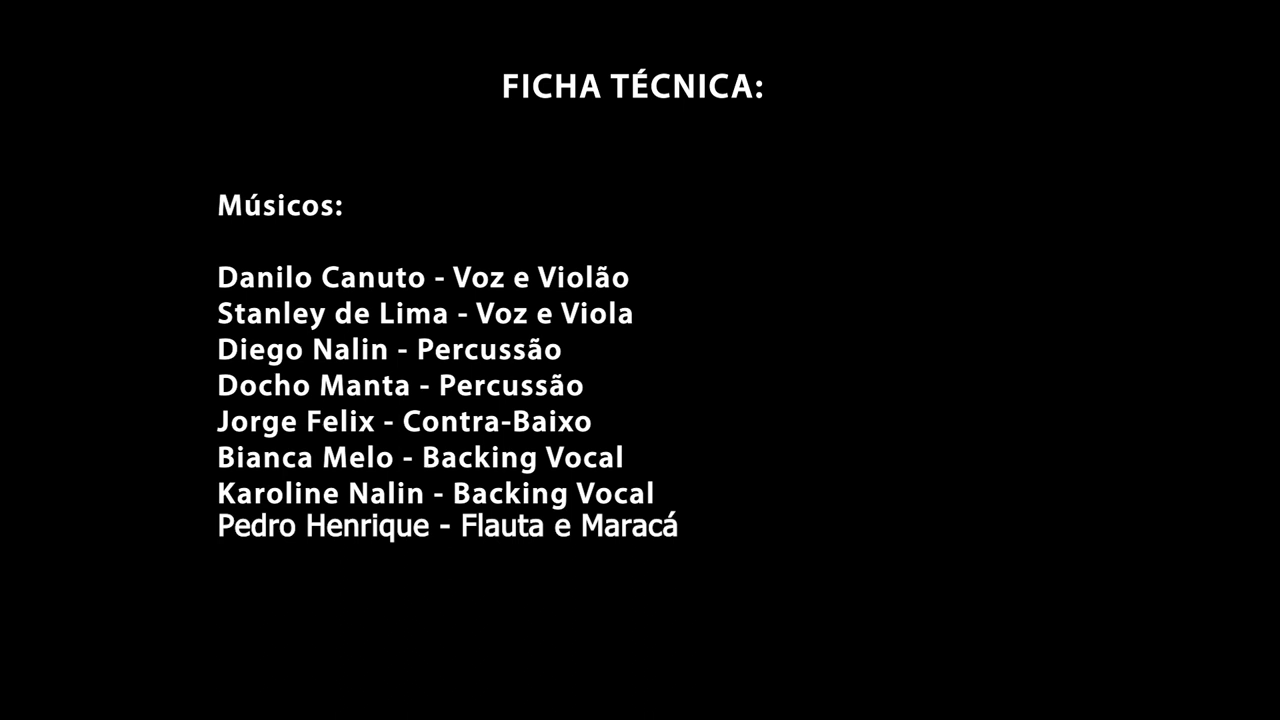 FICHA TÉCNICA:
Músicos:
Danilo Canuto - Voz e Violão
Stanley de Lima - Voz e Viola
Diego Nalin - Percussão
Docho Manta - Percussão
Jorge Felix - Contra-Baixo
Bianca Melo - Backing Vocal
Karoline Nalin - Backing Vocal
Pedro Henrique - Flauta e Maracá